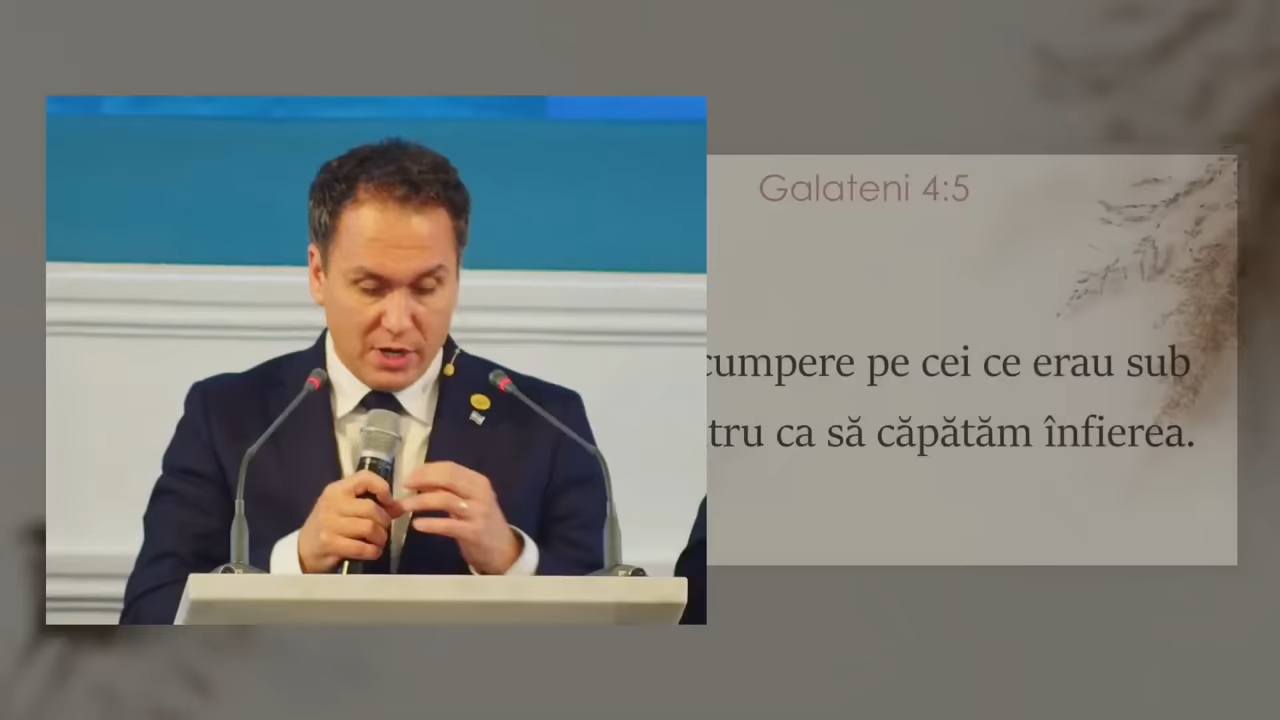 Galateni 4:5
cumpere pe cei ce erau sub
tru ca să căpătăm înfierea.